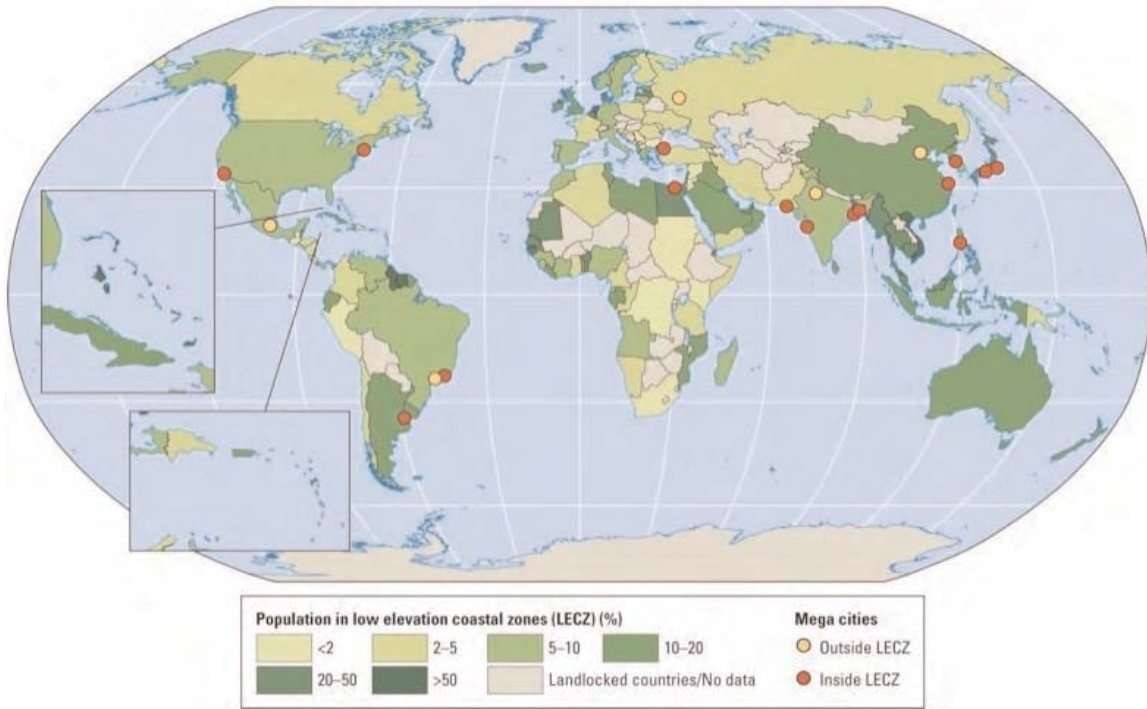 Population in low elevation coastal zones (LECZ) (%)
<2
2–5
5–10
10–20
20–50
>50
Landlocked countries/No data
Mega cities
Outside LECZ
Inside LECZ